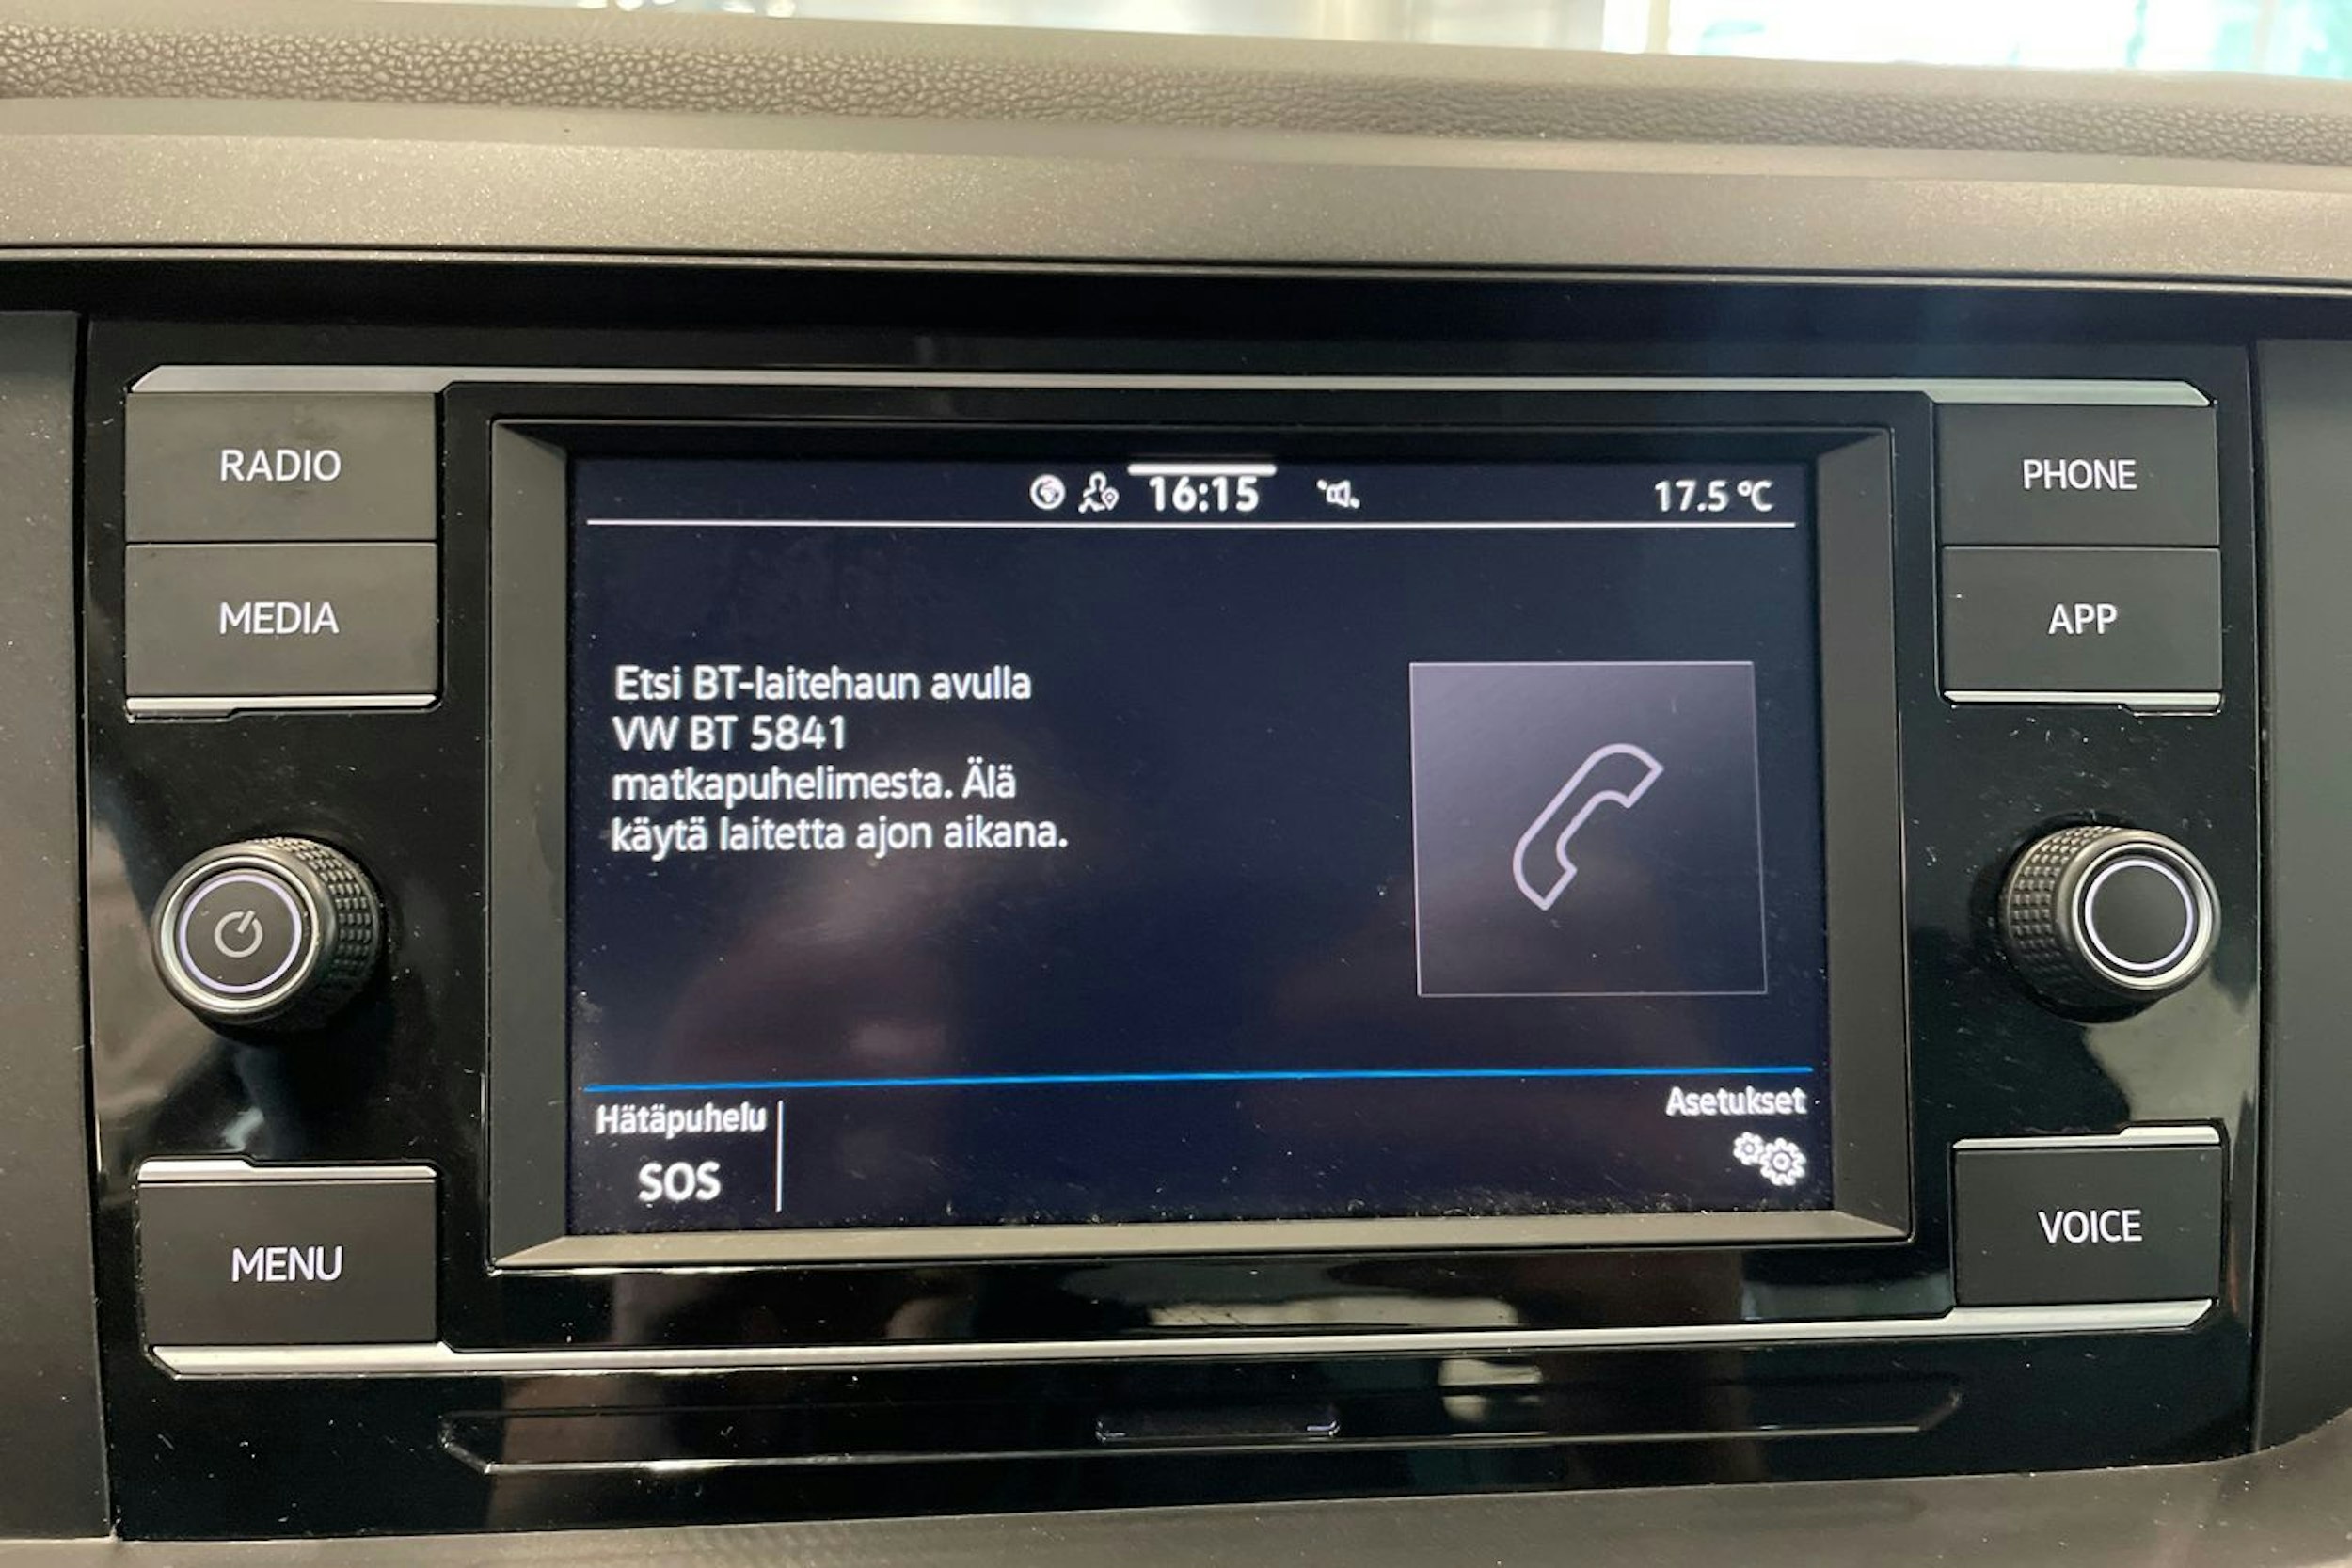 RADIO
MEDIA
MENU
16:15
17.5 °C
Etsi BT-laitehaun avulla
VW BT 5841
matkapuhelimesta. Älä
käytä laitetta ajon aikana.
Hätäpuhelu
SOS
Asetukset
PHONE
APP
VOICE